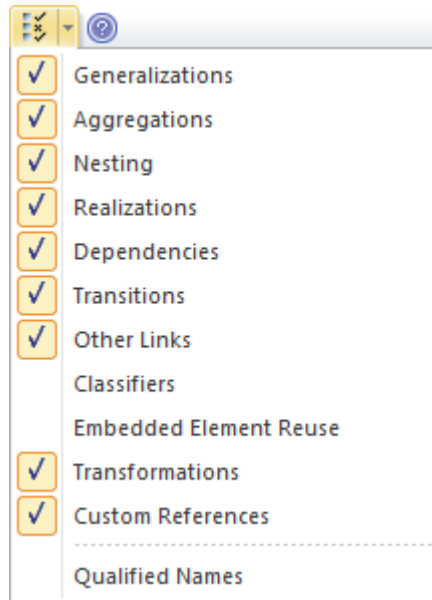 Generalizations
Aggregations
Nesting
Realizations
Dependencies
Transitions
Other Links
Classifiers
Embedded Element Reuse
Transformations
Custom References
Qualified Names